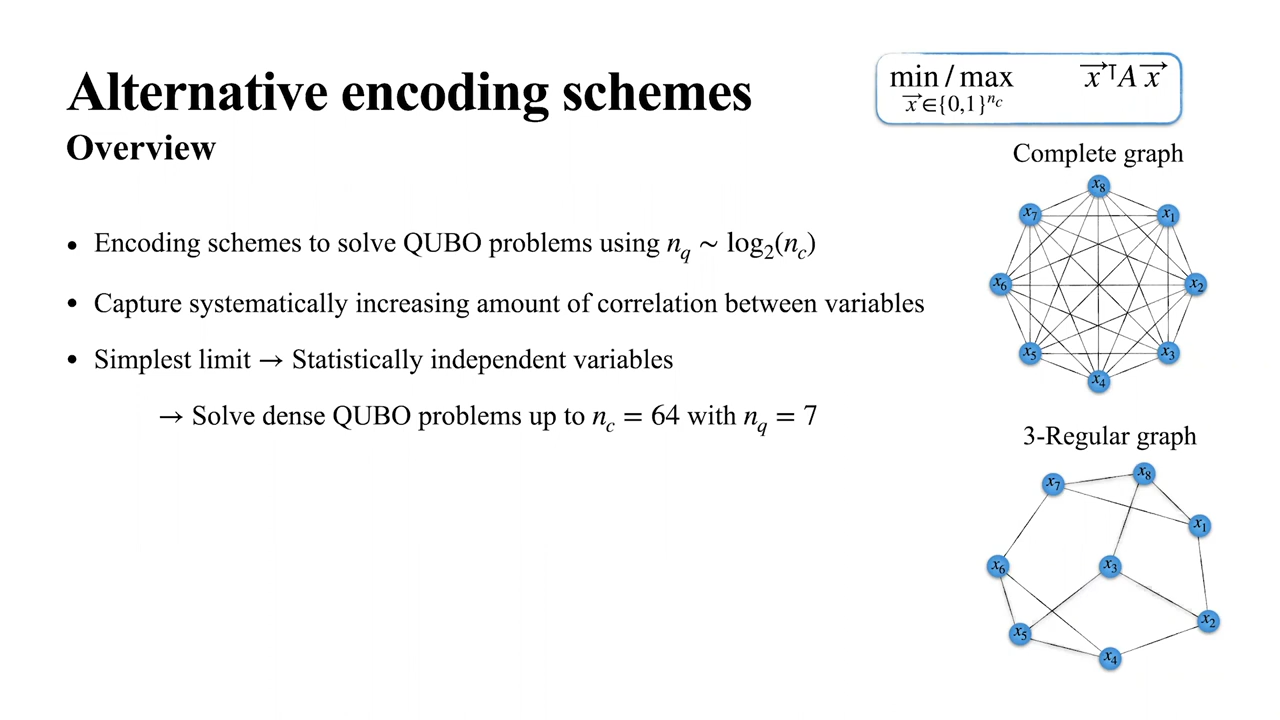 Alternative encoding schemes
Overview
min / max x⃗ᵀA x⃗
x⃗∈{0,1}ⁿᶜ
• Encoding schemes to solve QUBO problems using n_q ∼ log₂(n_c)
• Capture systematically increasing amount of correlation between variables
• Simplest limit → Statistically independent variables
→ Solve dense QUBO problems up to n_c = 64 with n_q = 7
Complete graph
x₈
x₇
x₁
x₆
x₂
x₅
x₃
x₄
3-Regular graph
x₈
x₇
x₁
x₆
x₃
x₂
x₅
x₄